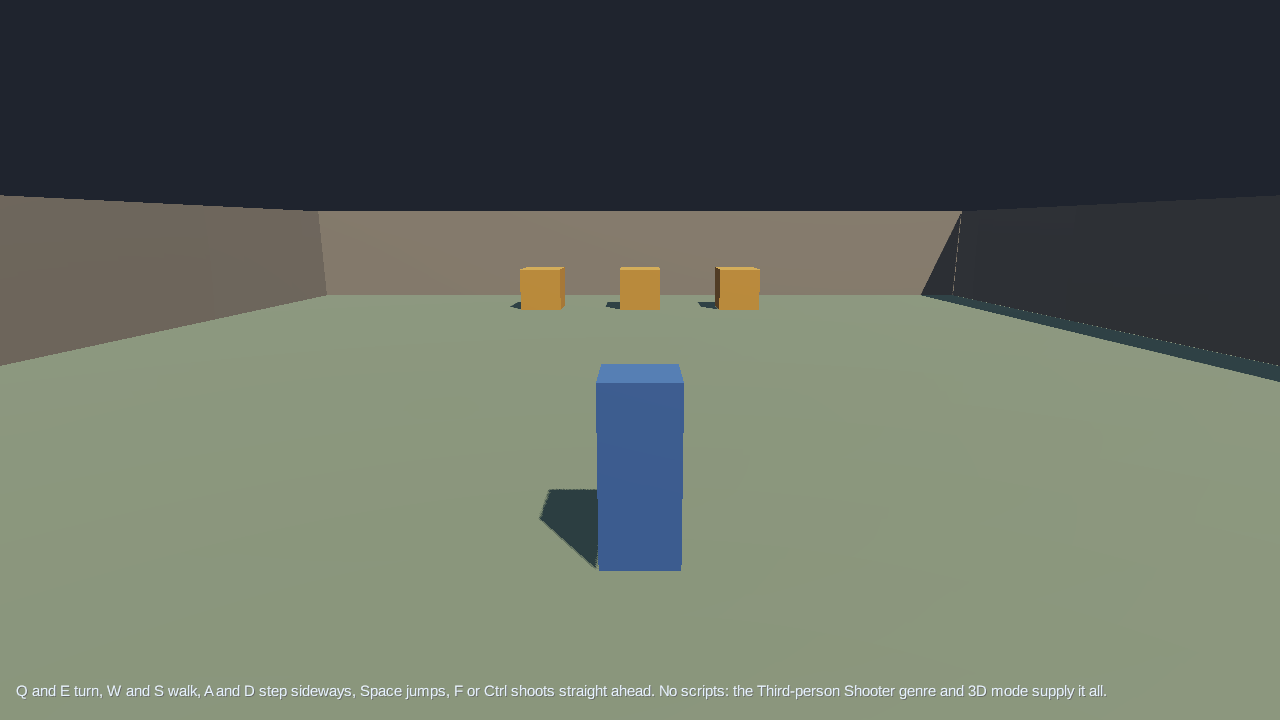 Q and E turn, W and S walk, A and D step sideways, Space jumps, F or Ctrl shoots straight ahead. No scripts: the Third-person Shooter genre and 3D mode supply it all.